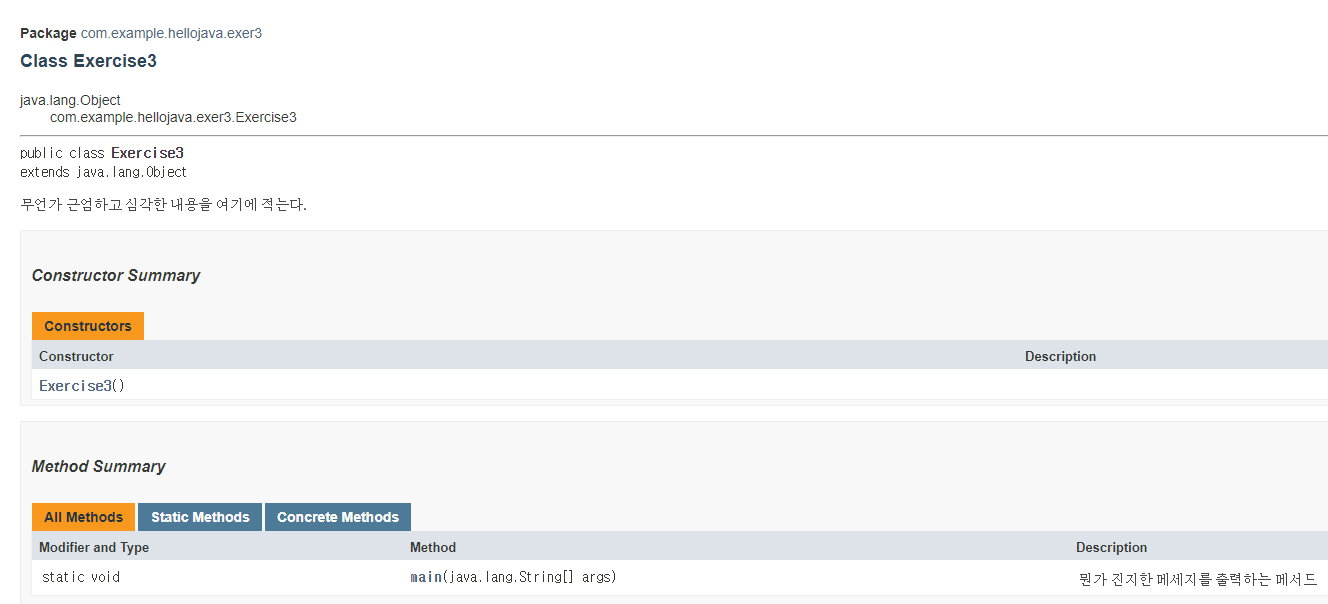 Package com.example.hellojava.exer3
Class Exercise3
java.lang.Object
com.example.hellojava.exer3.Exercise3
public class Exercise3
extends java.lang.Object
무언가 근엄하고 심각한 내용을 여기에 적는다.
Constructor Summary
Constructors
Constructor Description
Exercise3()
Method Summary
All Methods Static Methods Concrete Methods
Modifier and Type Method Description
static void main(java.lang.String[] args) 뭔가 진지한 메세지를 출력하는 메서드